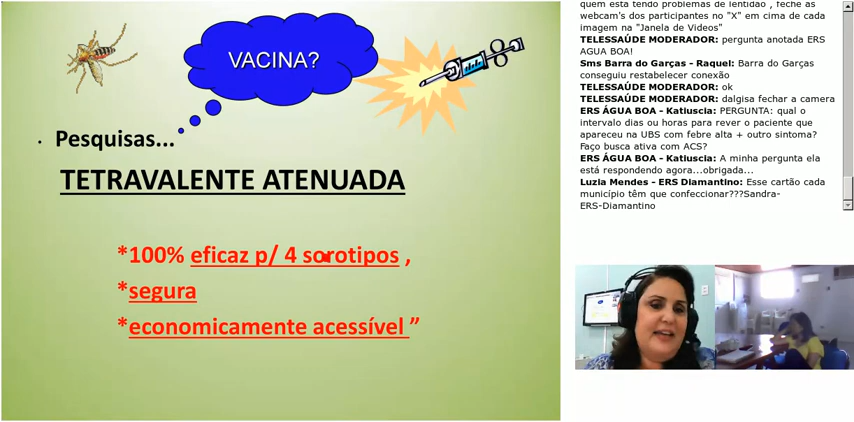 VACINA?
• Pesquisas...
TETRAVALENTE ATENUADA
*100% eficaz p/ 4 sorotipos ,
*segura
*economicamente acessível ”
quem esta tendo problemas de lentidão , feche as
webcam's dos participantes no "X" em cima de cada
imagem na "Janela de Videos"
TELESSAÚDE MODERADOR: pergunta anotada ERS
AGUA BOA!
Sms Barra do Garças - Raquel: Barra do Garças
conseguiu restabelecer conexão
TELESSAÚDE MODERADOR: ok
TELESSAÚDE MODERADOR: dalgisa fechar a camera
ERS ÁGUA BOA - Katiuscia: PERGUNTA: qual o
intervalo dias ou horas para rever o paciente que
apareceu na UBS com febre alta + outro sintoma?
Faço busca ativa com ACS?
ERS ÁGUA BOA - Katiuscia: A minha pergunta ela
está respondendo agora...obrigada...
Luzia Mendes - ERS Diamantino: Esse cartão cada
município têm que confeccionar???Sandra-
ERS-Diamantino